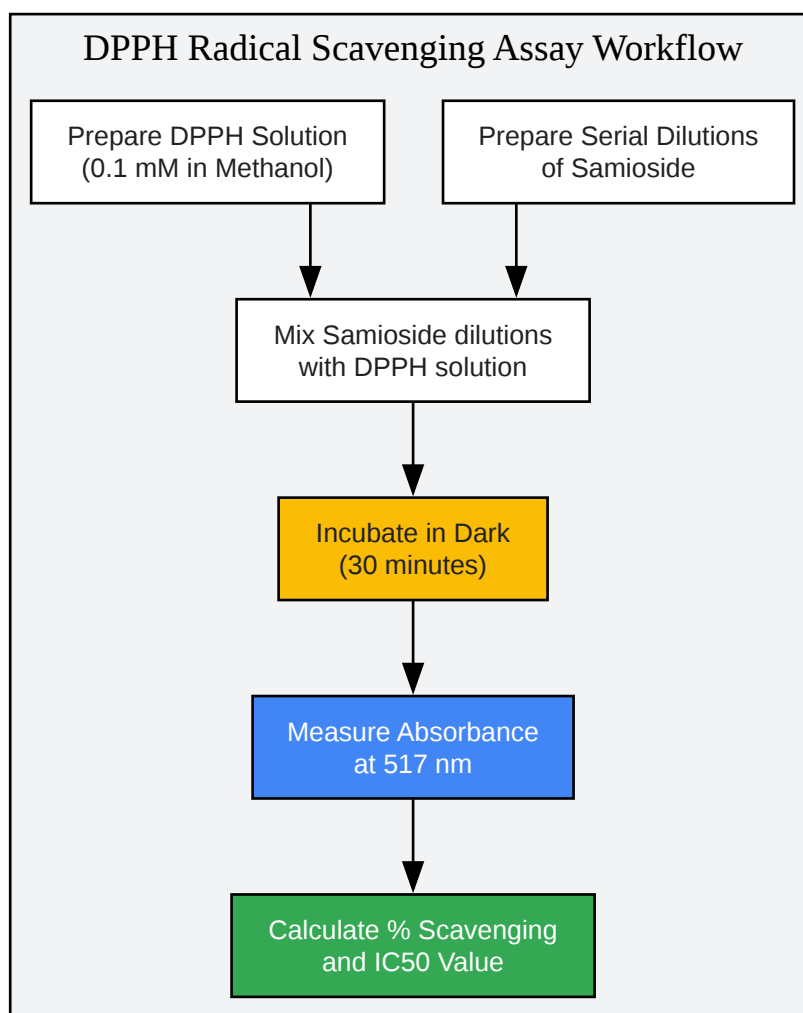 DPPH Radical Scavenging Assay Workflow
Prepare DPPH Solution
(0.1 mM in Methanol)
Prepare Serial Dilutions
of Samioside
Mix Samioside dilutions
with DPPH solution
Incubate in Dark
(30 minutes)
Measure Absorbance
at 517 nm
Calculate % Scavenging
and IC50 Value